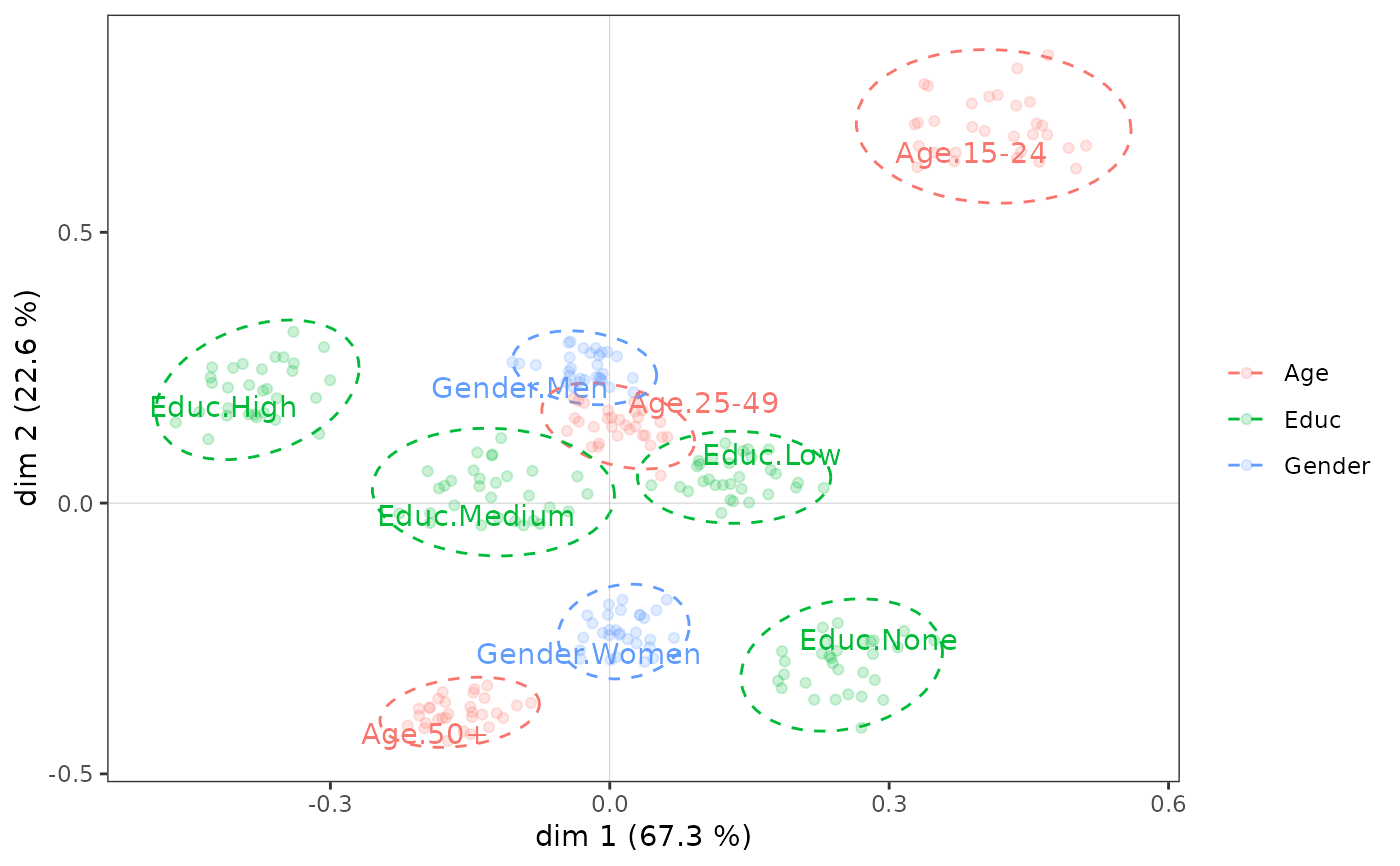 Age.15-24
0.5
Gender.Men
Age.25-49
Educ.High
Educ.Low
0.0
Educ.Medium
Educ.None
Gender.Women
Age.50+
-0.5
-0.3
0.0
0.3
0.6
dim 1 (67.3 %)
dim 2 (22.6 %)
Age
Educ
Gender